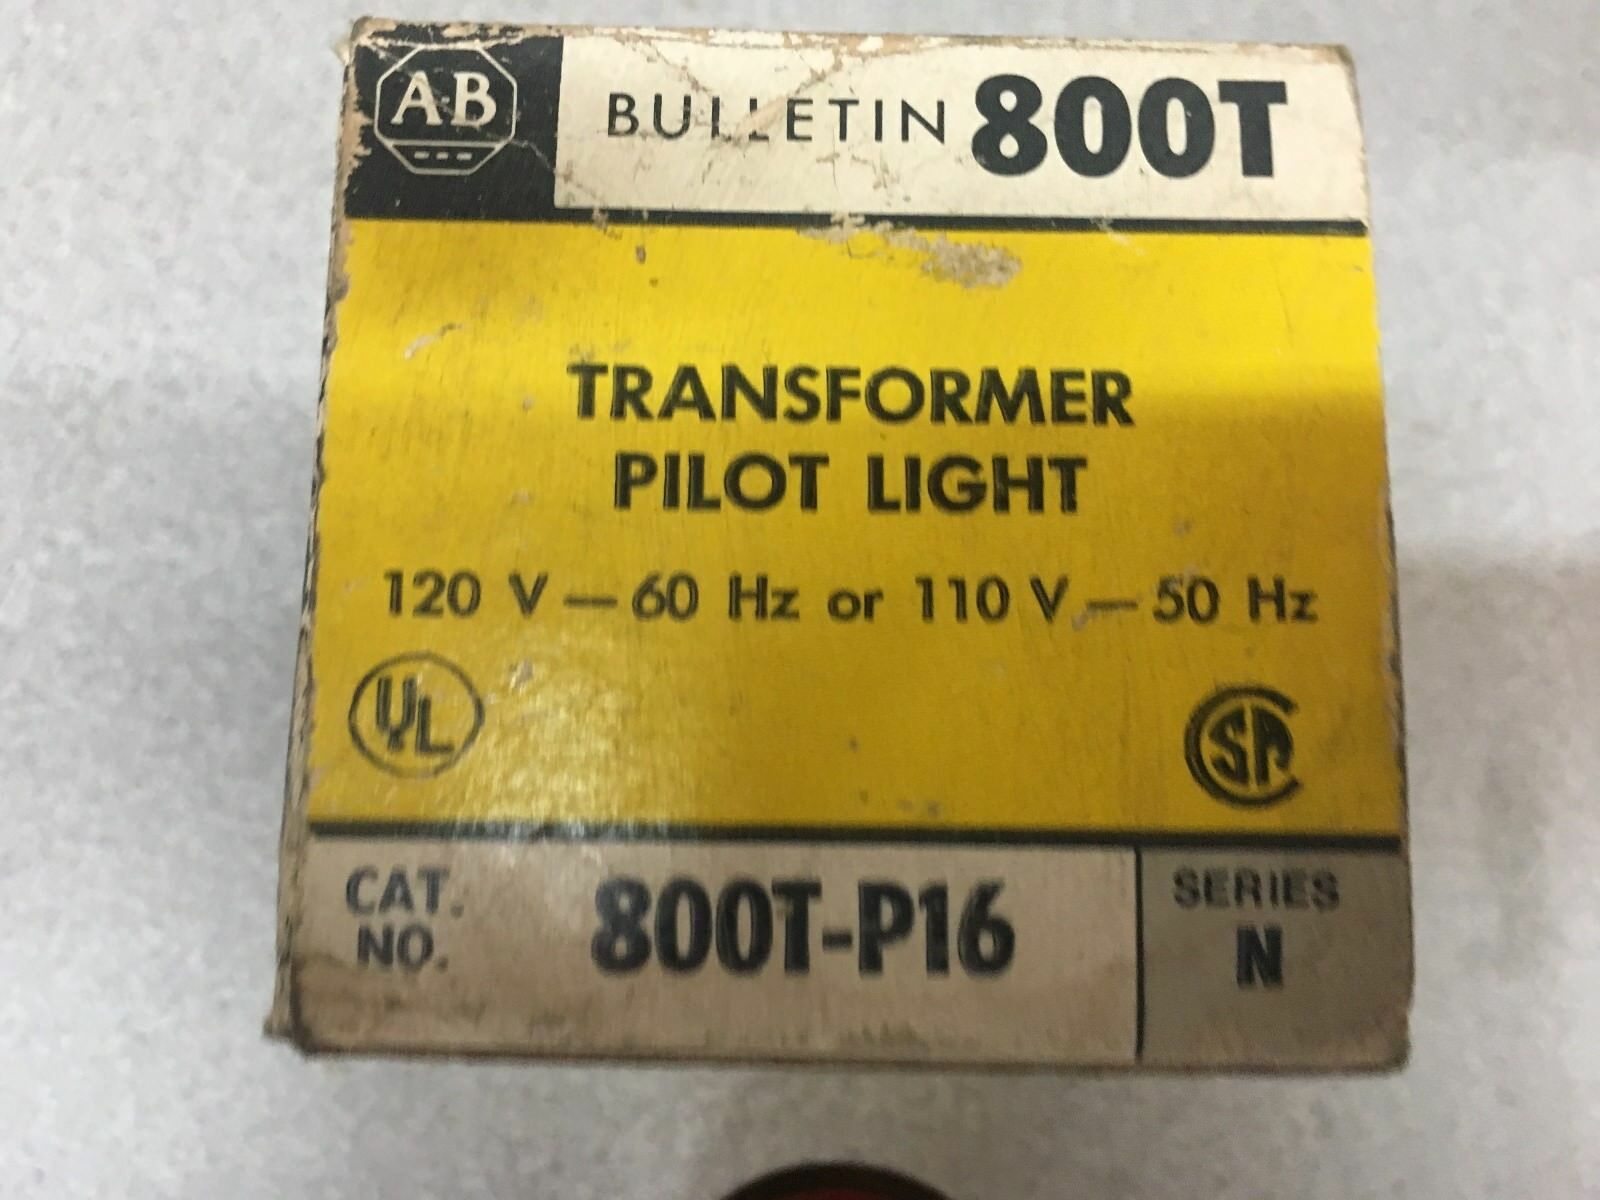 AB
BULLETIN 800T
TRANSFORMER
PILOT LIGHT
120 V — 60 Hz or 110 V — 50 Hz
UL
CSA
CAT. NO. 800T-P16
SERIES N